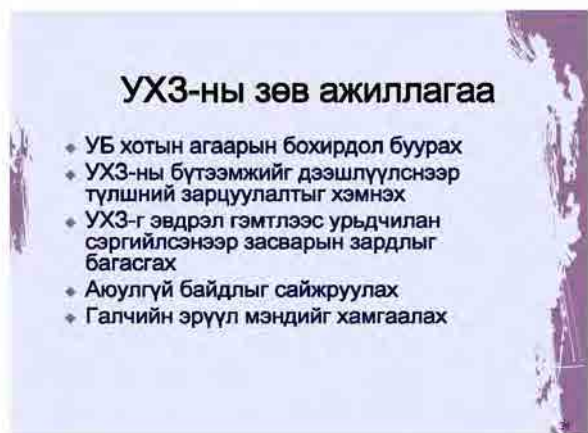 УХЗ-ны зөв ажиллагаа
УБ хотын агаарын бохирдол буурах
УХЗ-ны бүтээмжийг дээшлүүлснээр
түлшний зарцуулалтыг хэмнэх
УХЗ-г эвдрэл гэмтлээс урьдчилан
сэргийлсэнээр засварын зардлыг
багасгах
Аюулгүй байдлыг сайжруулах
Галчийн эрүүл мэндийг хамгаалах